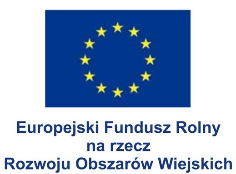 Europejski Fundusz Rolny
na rzecz
Rozwoju Obszarów Wiejskich